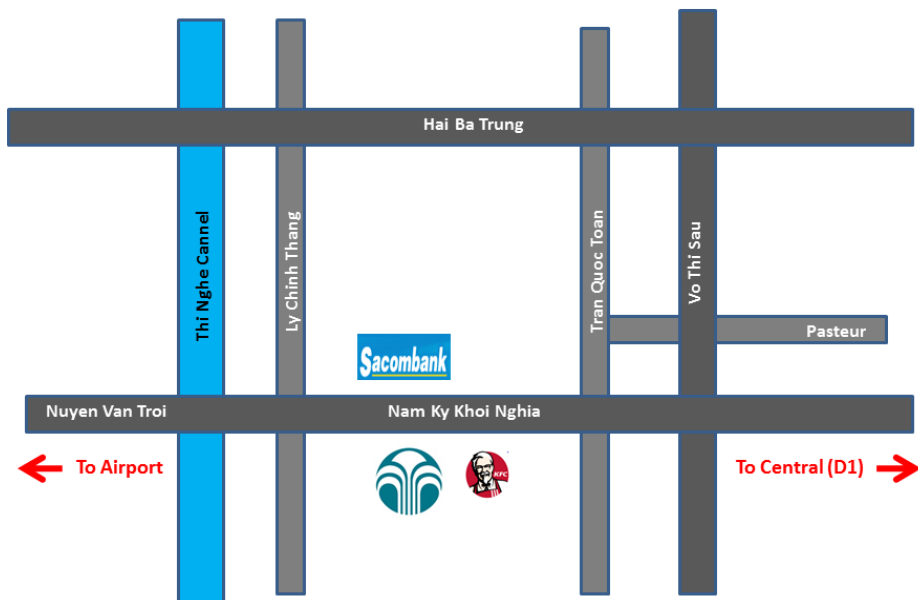 Hai Ba Trung
Thi Nghe Cannel
Ly Chinh Thang
Tran Quoc Toan
Vo Thi Sau
Pasteur
Sacombank
Nuyen Van Troi
Nam Ky Khoi Nghia
To Airport
KFC
To Central (D1)